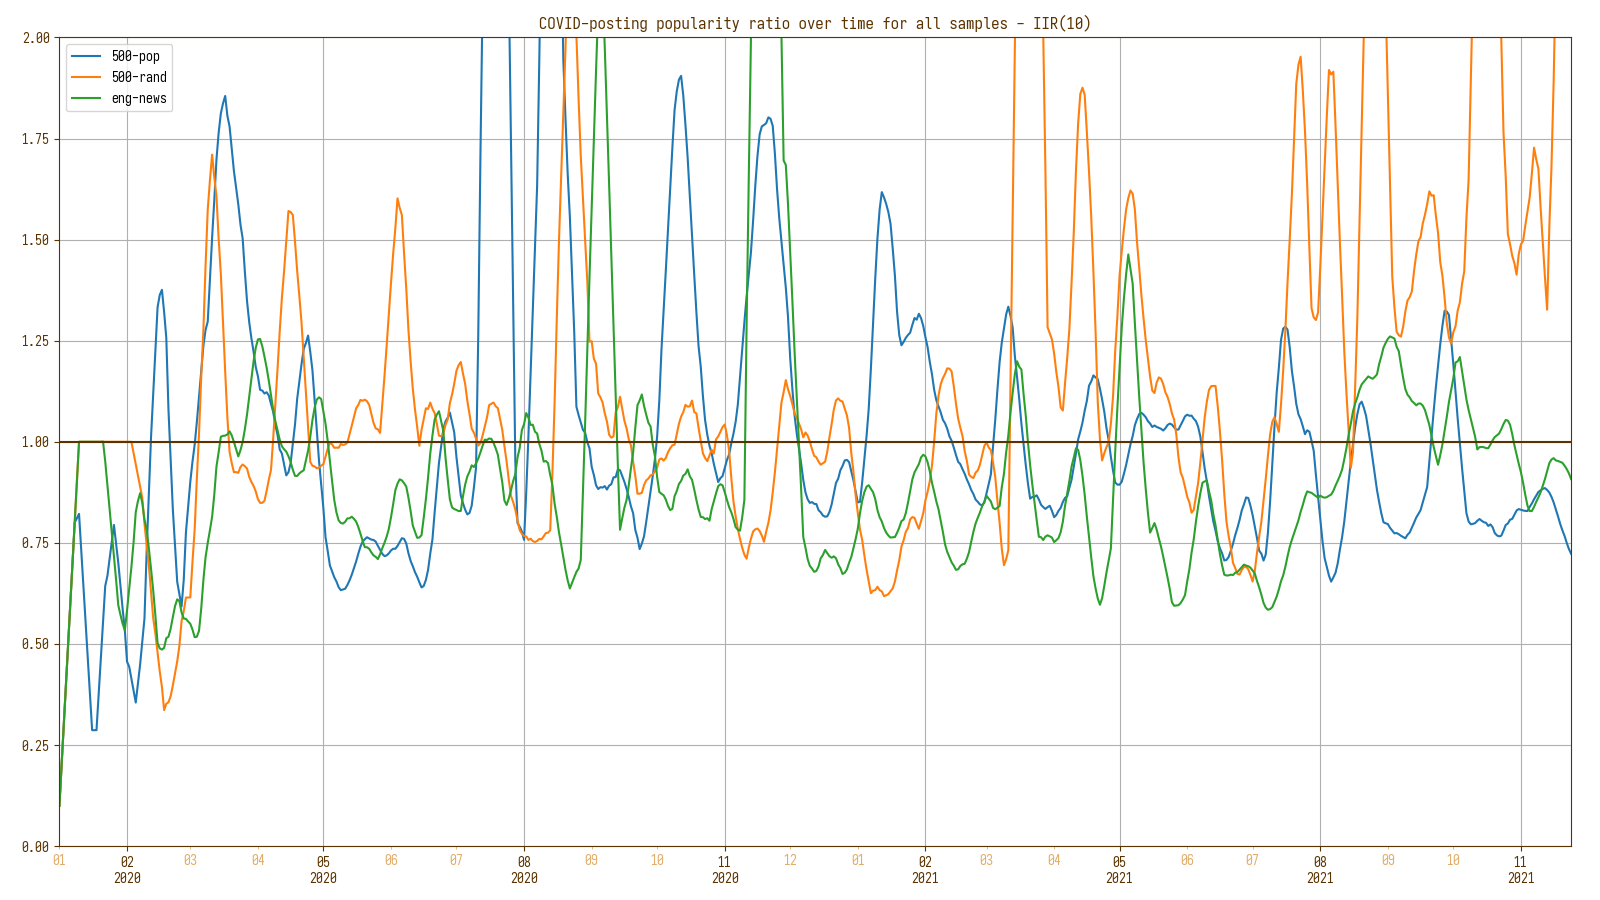 COVID-posting popularity ratio over time for all samples - IIR(10)
2.00
500-pop
500-rand
eng-news
1.75
1.50
1.25
1.00
0.75
0.50
0.25
0.00
01 02 03 04 05 06 07 08 09 10 11 12 01 02 03 04 05 06 07 08 09 10 11
2020 2020 2020 2020 2021 2021 2021 2021